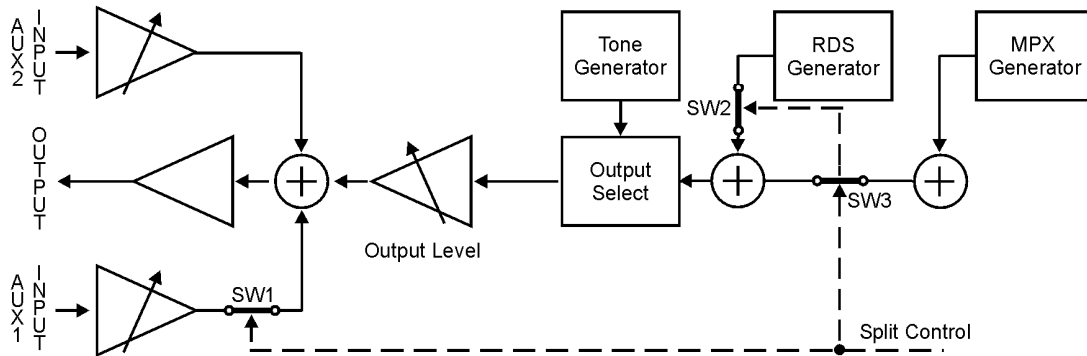 AUX2
INPUT
Tone
Generator
RDS
Generator
MPX
Generator
SW2
OUTPUT
Output
Select
SW3
Output Level
AUX1
INPUT
SW1
Split Control